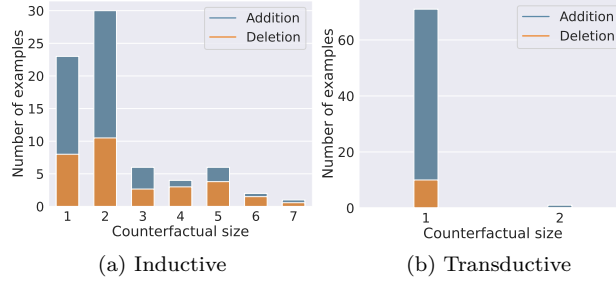 Number of examples
30
25
20
15
10
5
0
Addition
Deletion
1 2 3 4 5 6 7
Counterfactual size
(a) Inductive
Number of examples
60
40
20
0
Addition
Deletion
1 2
Counterfactual size
(b) Transductive